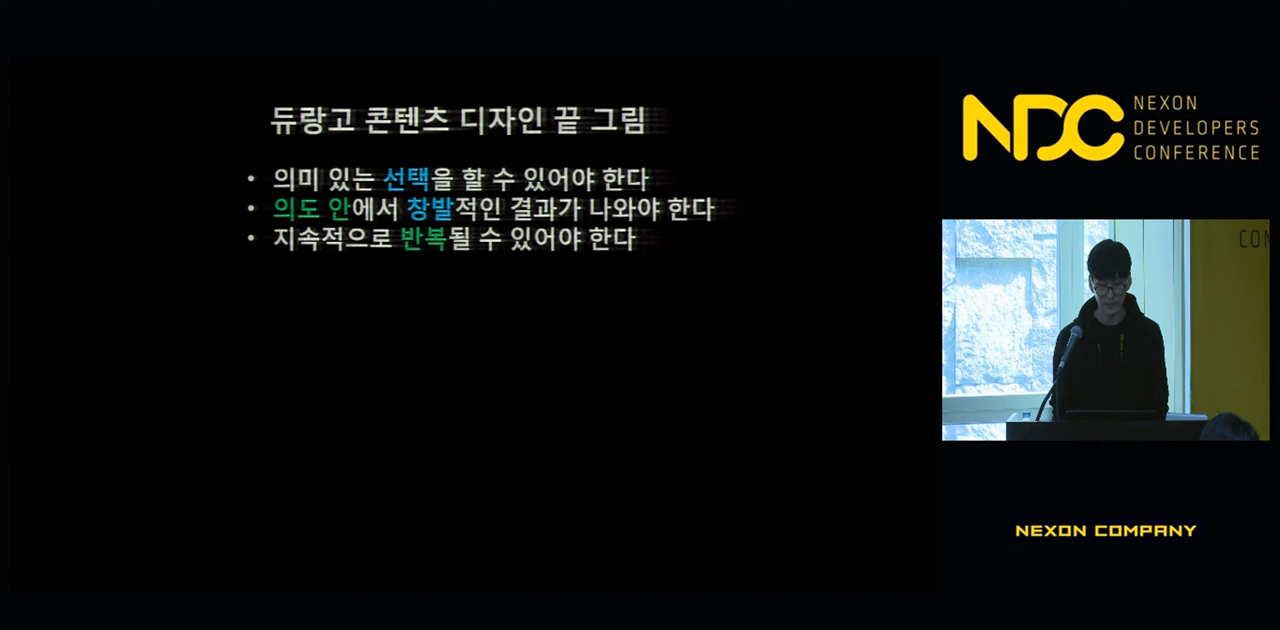 듀랑고 콘텐츠 디자인 끝 그림
• 의미 있는 선택을 할 수 있어야 한다
• 의도 안에서 창발적인 결과가 나와야 한다
• 지속적으로 반복될 수 있어야 한다
NDC
NEXON
DEVELOPERS
CONFERENCE
CON
NEXON COMPANY